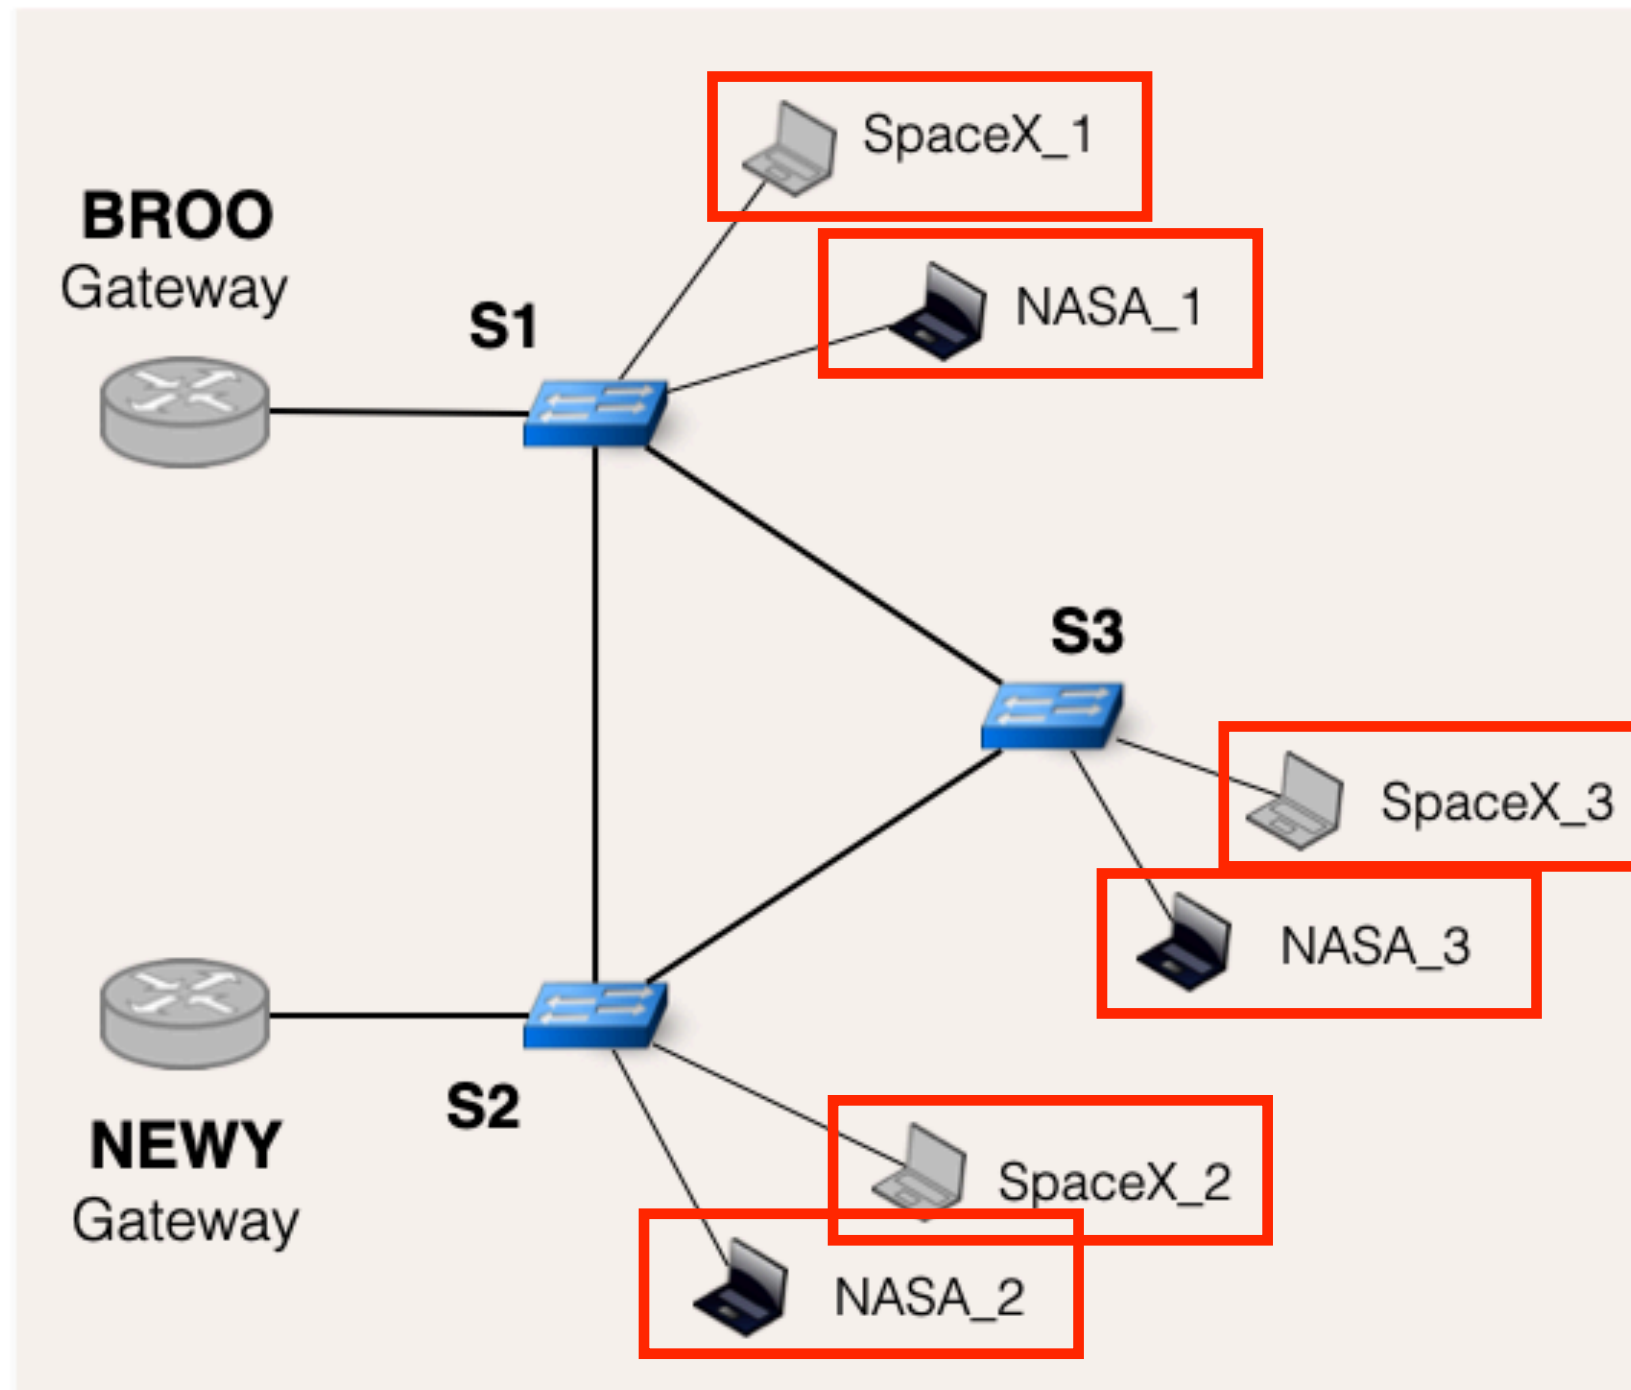 SpaceX_1
BROO
Gateway
NASA_1
S1
S3
SpaceX_3
NASA_3
S2
NEWY
Gateway
SpaceX_2
NASA_2